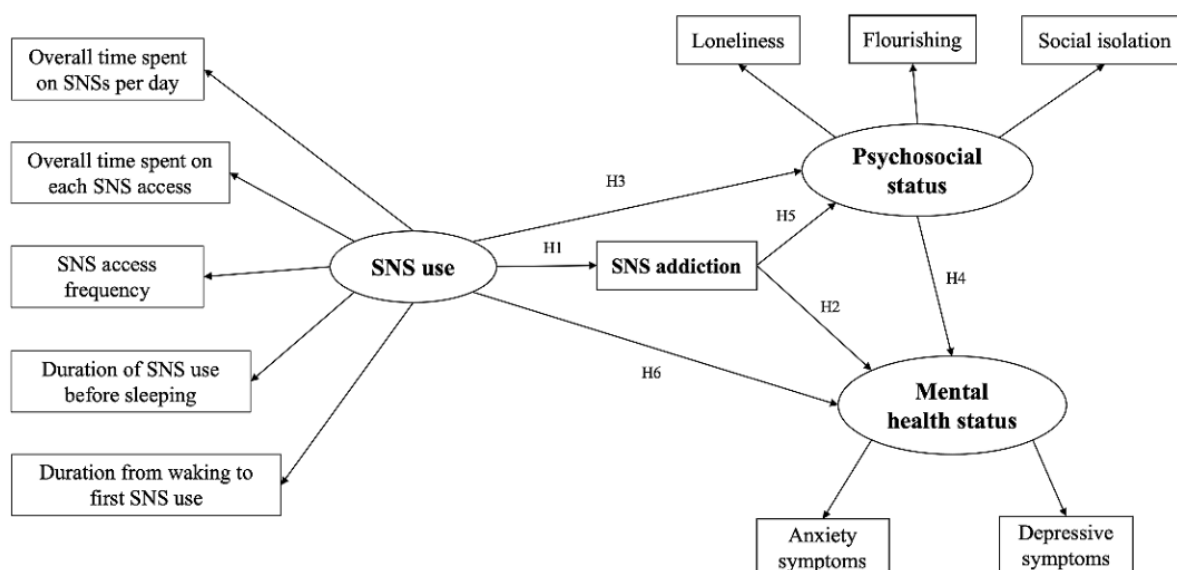 Overall time spent
on SNSs per day
Overall time spent on
each SNS access
SNS access
frequency
Duration of SNS use
before sleeping
Duration from waking to
first SNS use
SNS use
H3
H1
H6
SNS addiction
H5
H2
Loneliness
Flourishing
Social isolation
Psychosocial
status
H4
Mental
health status
Anxiety
symptoms
Depressive
symptoms